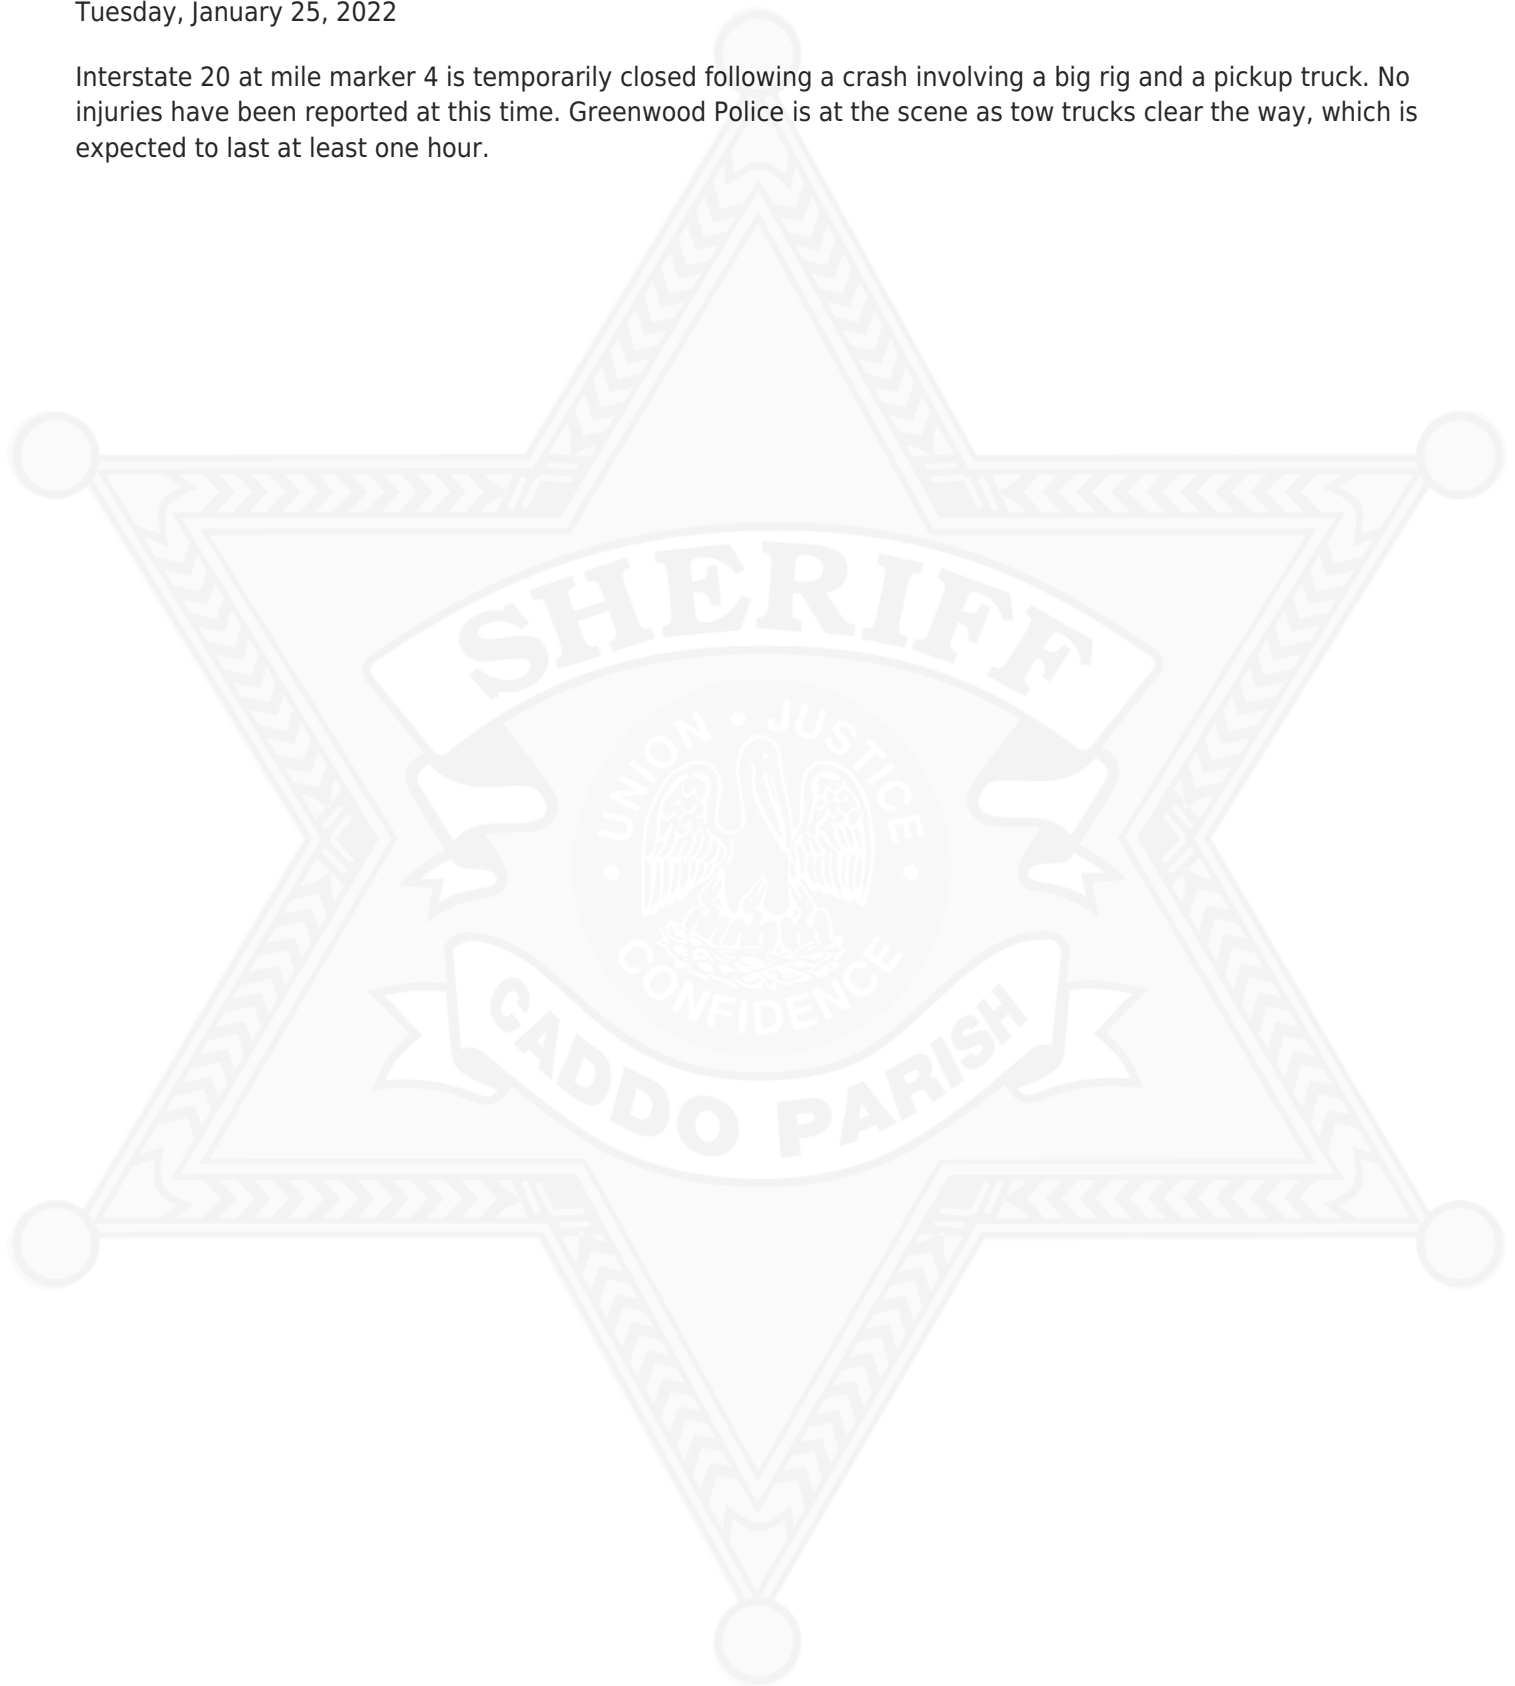 Tuesday, January 25, 2022
Interstate 20 at mile marker 4 is temporarily closed following a crash involving a big rig and a pickup truck. No
injuries have been reported at this time. Greenwood Police is at the scene as tow trucks clear the way, which is
expected to last at least one hour.
SHERIFF
UNION • JUSTICE
• CONFIDENCE •
CADDO PARISH